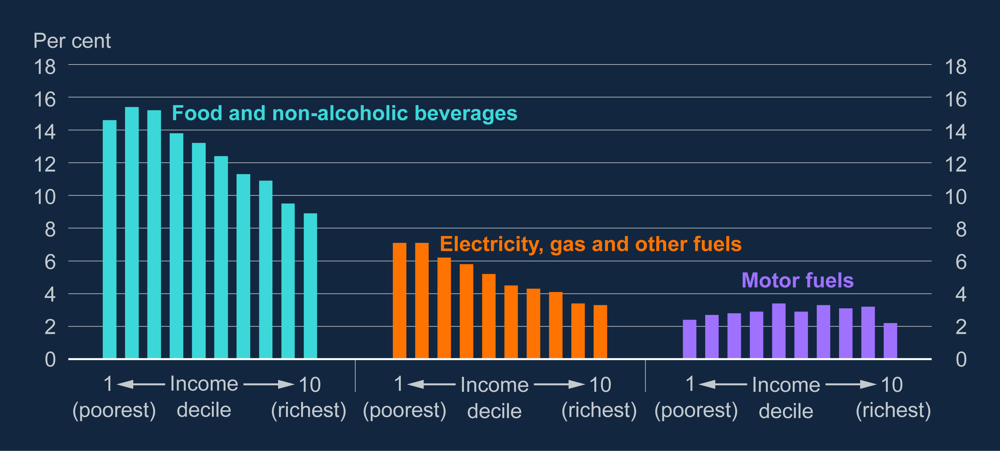 Per cent
18 18
16 16
Food and non-alcoholic beverages
14 14
12 12
10 10
8 8
Electricity, gas and other fuels
6 6
Motor fuels
4 4
2 2
0 0
1 Income 10 1 Income 10 1 Income 10
(poorest) decile (richest) (poorest) decile (richest) (poorest) decile (richest)